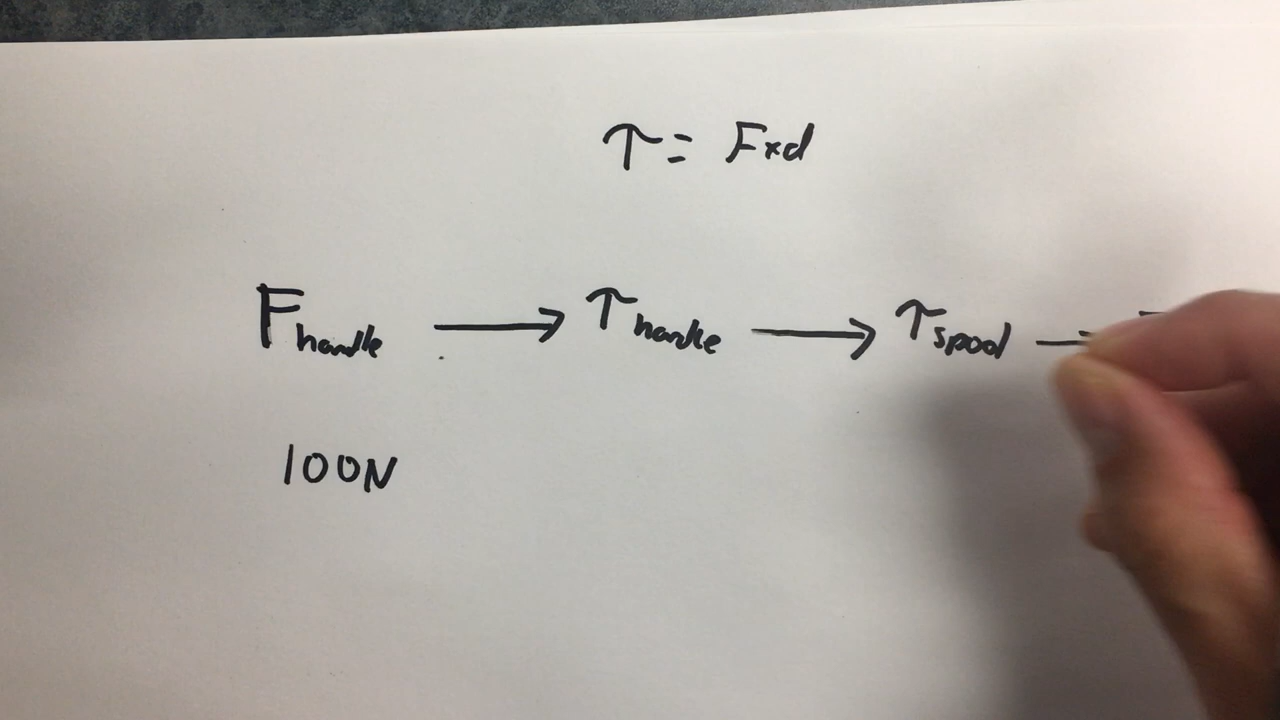 τ = F×d
F handle → τ handle → τ spool →
100N